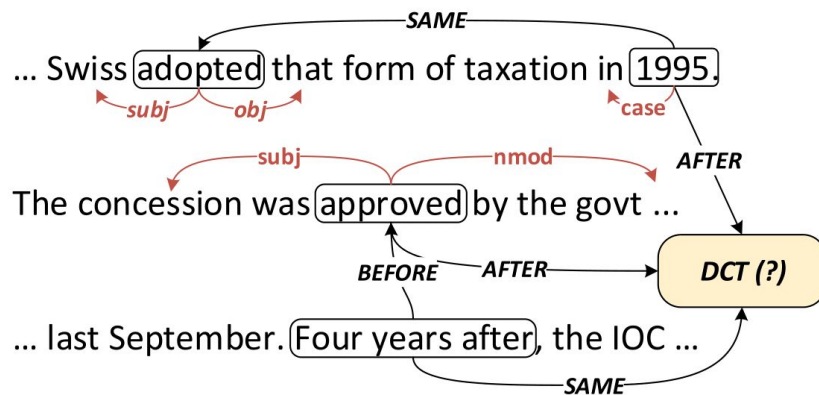 SAME
... Swiss adopted that form of taxation in 1995.
subj obj case
AFTER
subj nmod
The concession was approved by the govt ...
BEFORE AFTER DCT (?)
... last September. Four years after, the IOC ...
SAME